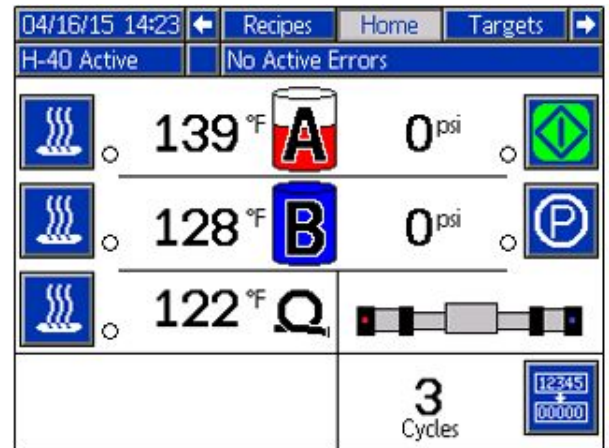 04/16/15 14:23 Recipes Home Targets
H-40 Active No Active Errors
139 °F A 0 psi
128 °F B 0 psi P
122 °F
3 12345
Cycles 00000